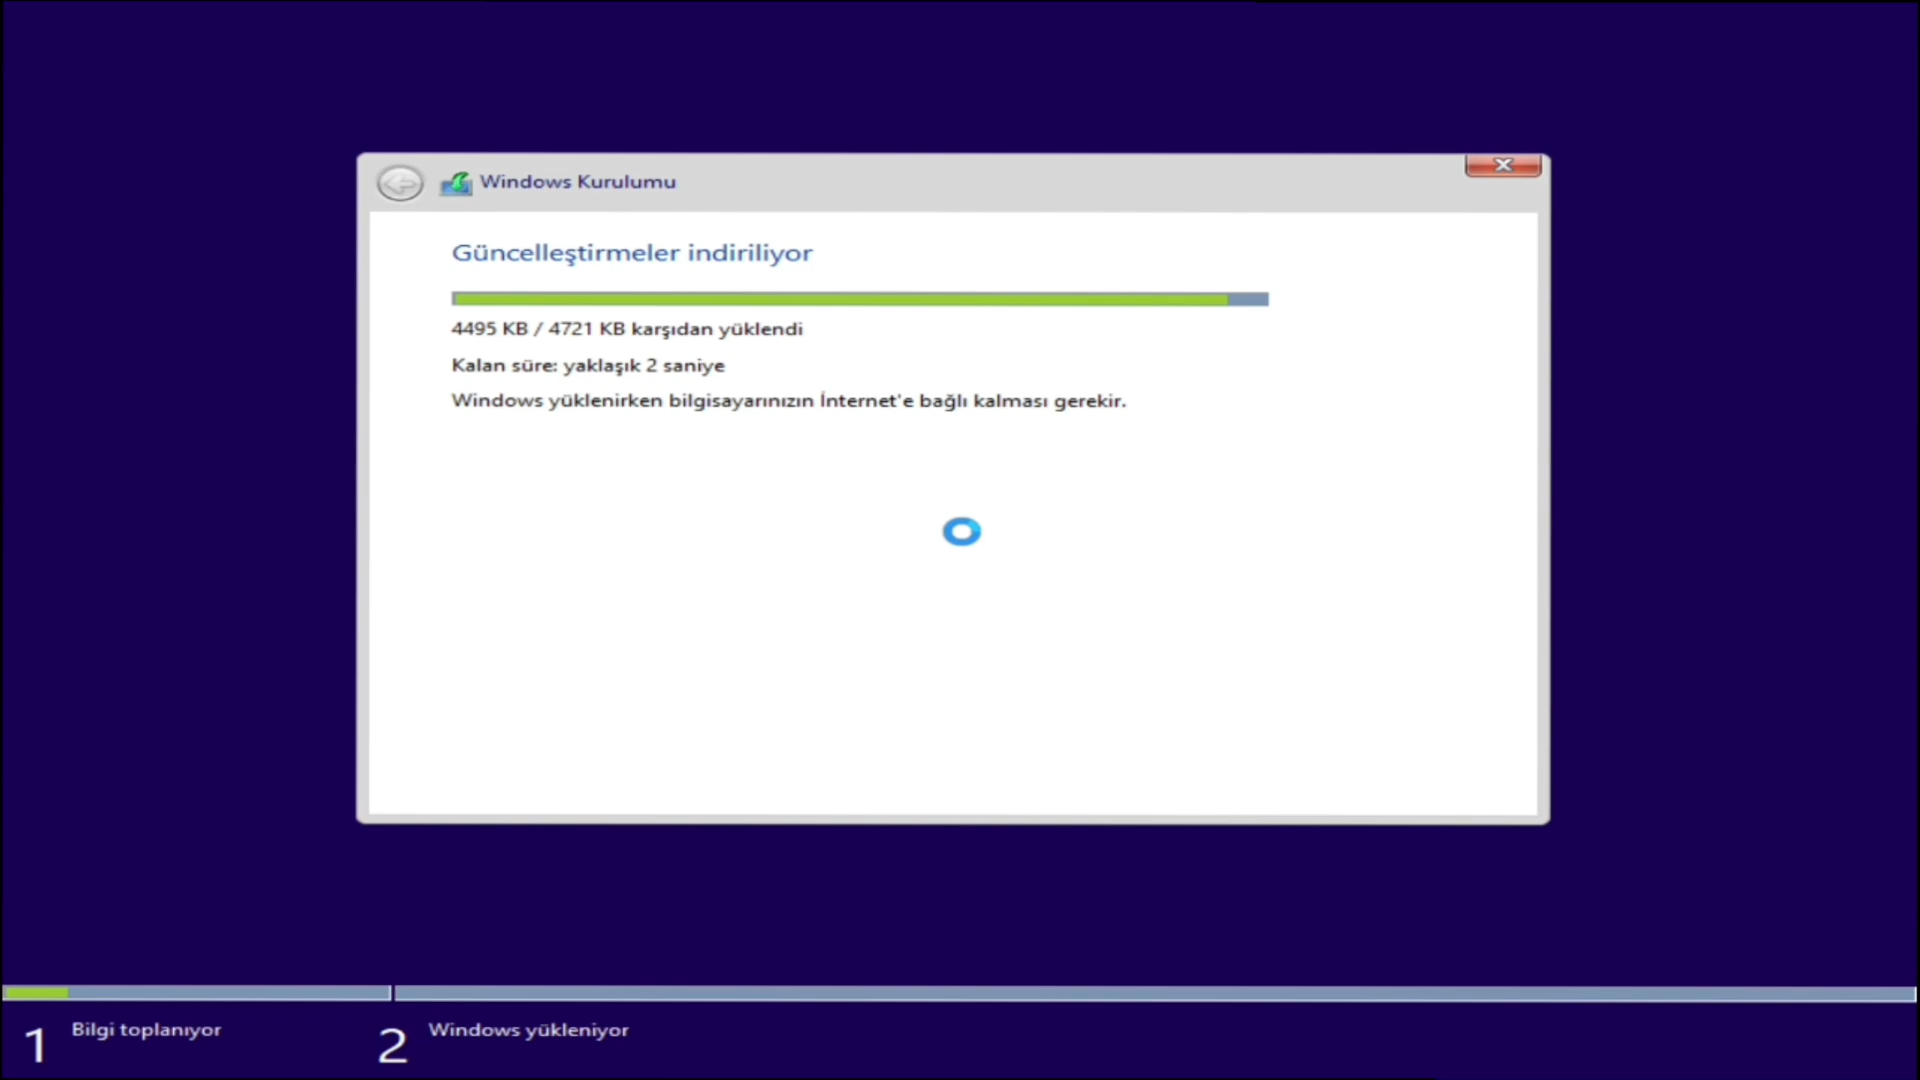 Windows Kurulumu
Güncelleştirmeler indiriliyor
4495 KB / 4721 KB karşıdan yüklendi
Kalan süre: yaklaşık 2 saniye
Windows yüklenirken bilgisayarınızın İnternet'e bağlı kalması gerekir.
1 Bilgi toplanıyor
2 Windows yükleniyor